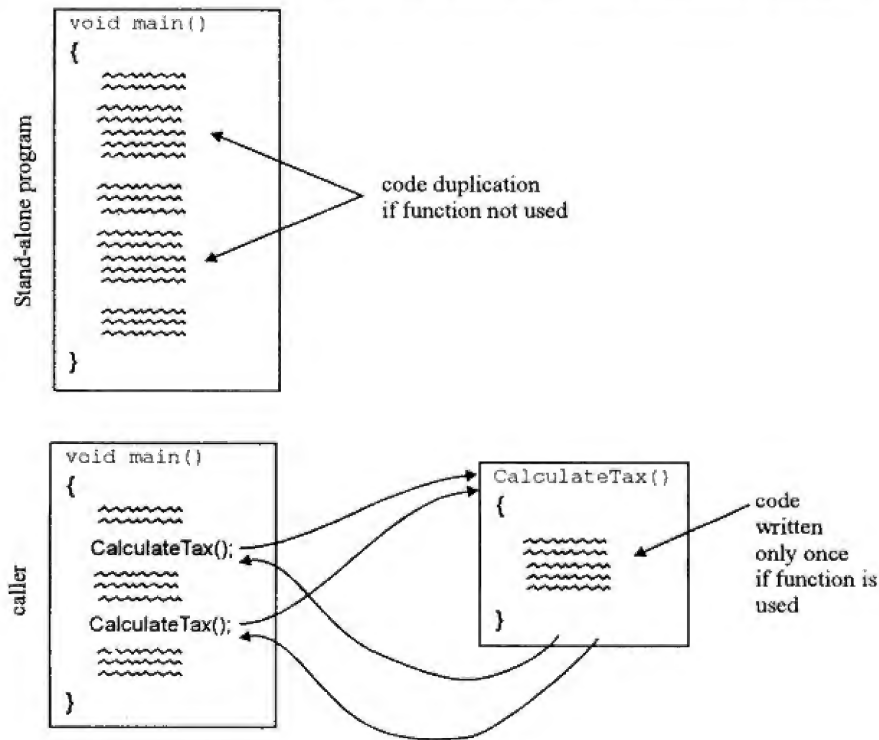 void main()
{
Stand-alone program
code duplication
if function not used
}
void main()
{
CalculateTax();
caller
CalculateTax();
}
CalculateTax()
{
}
code
written
only once
if function is
used